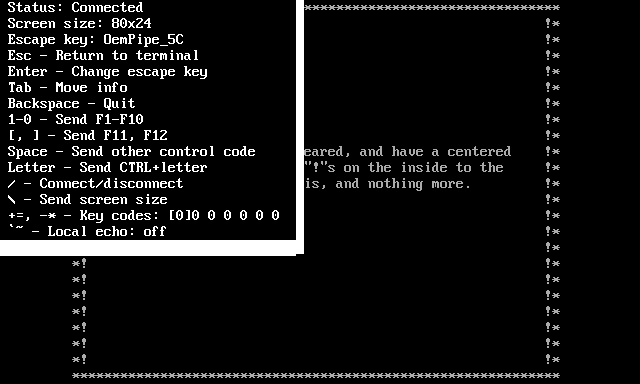 Status: Connected
Screen size: 80x24
Escape key: OemPipe_5C
Esc - Return to terminal
Enter - Change escape key
Tab - Move info
Backspace - Quit
1-0 - Send F1-F10
[, ] - Send F11, F12
Space - Send other control code
Letter - Send CTRL+letter
/ - Connect/disconnect
\ - Send screen size
+=, -* - Key codes: [0]0 0 0 0 0 0
`~ - Local echo: off
*******************************
!*
!*
!*
!*
!*
!*
!*
!*
eared, and have a centered !*
"!"s on the inside to the !*
is, and nothing more. !*
!*
!*
!*
!*
*! !*
*! !*
*! !*
*! !*
*! !*
*! !*
*! !*
*************************************************************